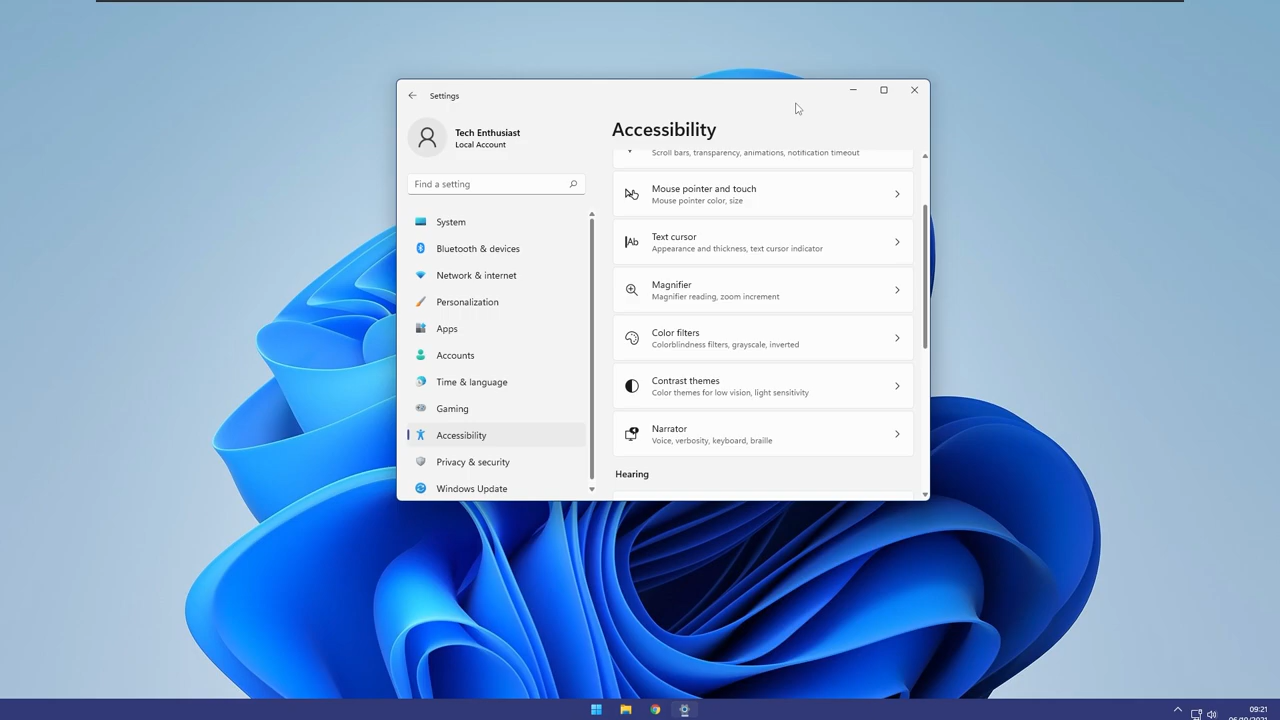 Settings
Tech Enthusiast
Local Account
Find a setting
System
Bluetooth & devices
Network & internet
Personalization
Apps
Accounts
Time & language
Gaming
Accessibility
Privacy & security
Windows Update
Accessibility
Scroll bars, transparency, animations, notification timeout
Mouse pointer and touch
Mouse pointer color, size
Text cursor
Appearance and thickness, text cursor indicator
Magnifier
Magnifier reading, zoom increment
Color filters
Colorblindness filters, grayscale, inverted
Contrast themes
Color themes for low vision, light sensitivity
Narrator
Voice, verbosity, keyboard, braille
Hearing
09:21